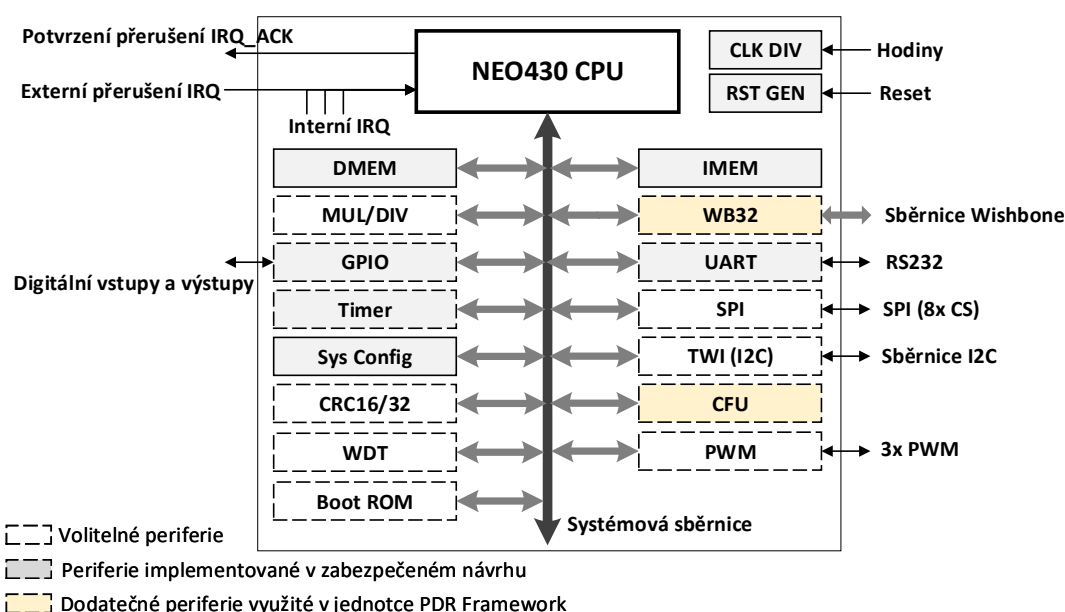 Potvrzení přerušení IRQ_ACK
NEO430 CPU
CLK DIV
Hodiny
Externí přerušení IRQ
RST GEN
Reset
Interní IRQ
DMEM
IMEM
MUL/DIV
WB32
Sběrnice Wishbone
GPIO
UART
RS232
Digitální vstupy a výstupy
Timer
SPI
SPI (8x CS)
Sys Config
TWI (I2C)
Sběrnice I2C
CRC16/32
CFU
WDT
PWM
3x PWM
Boot ROM
Systémová sběrnice
Volitelné periferie
Periferie implementované v zabezpečeném návrhu
Dodatečné periferie využité v jednotce PDR Framework